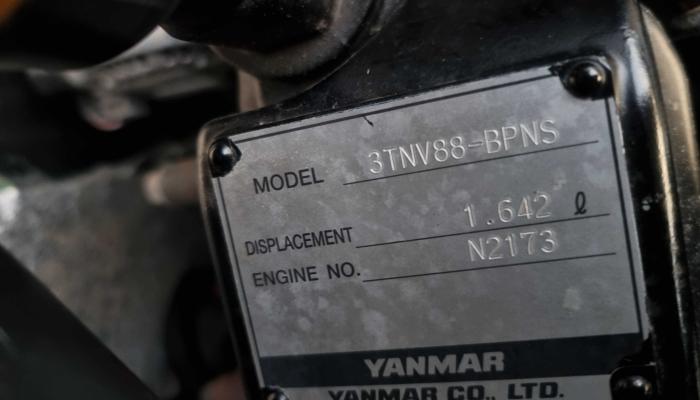 MODEL 3TNV88-BPNS
DISPLACEMENT 1.642 ℓ
ENGINE NO. N2173
YANMAR
YANMAR CO., LTD.